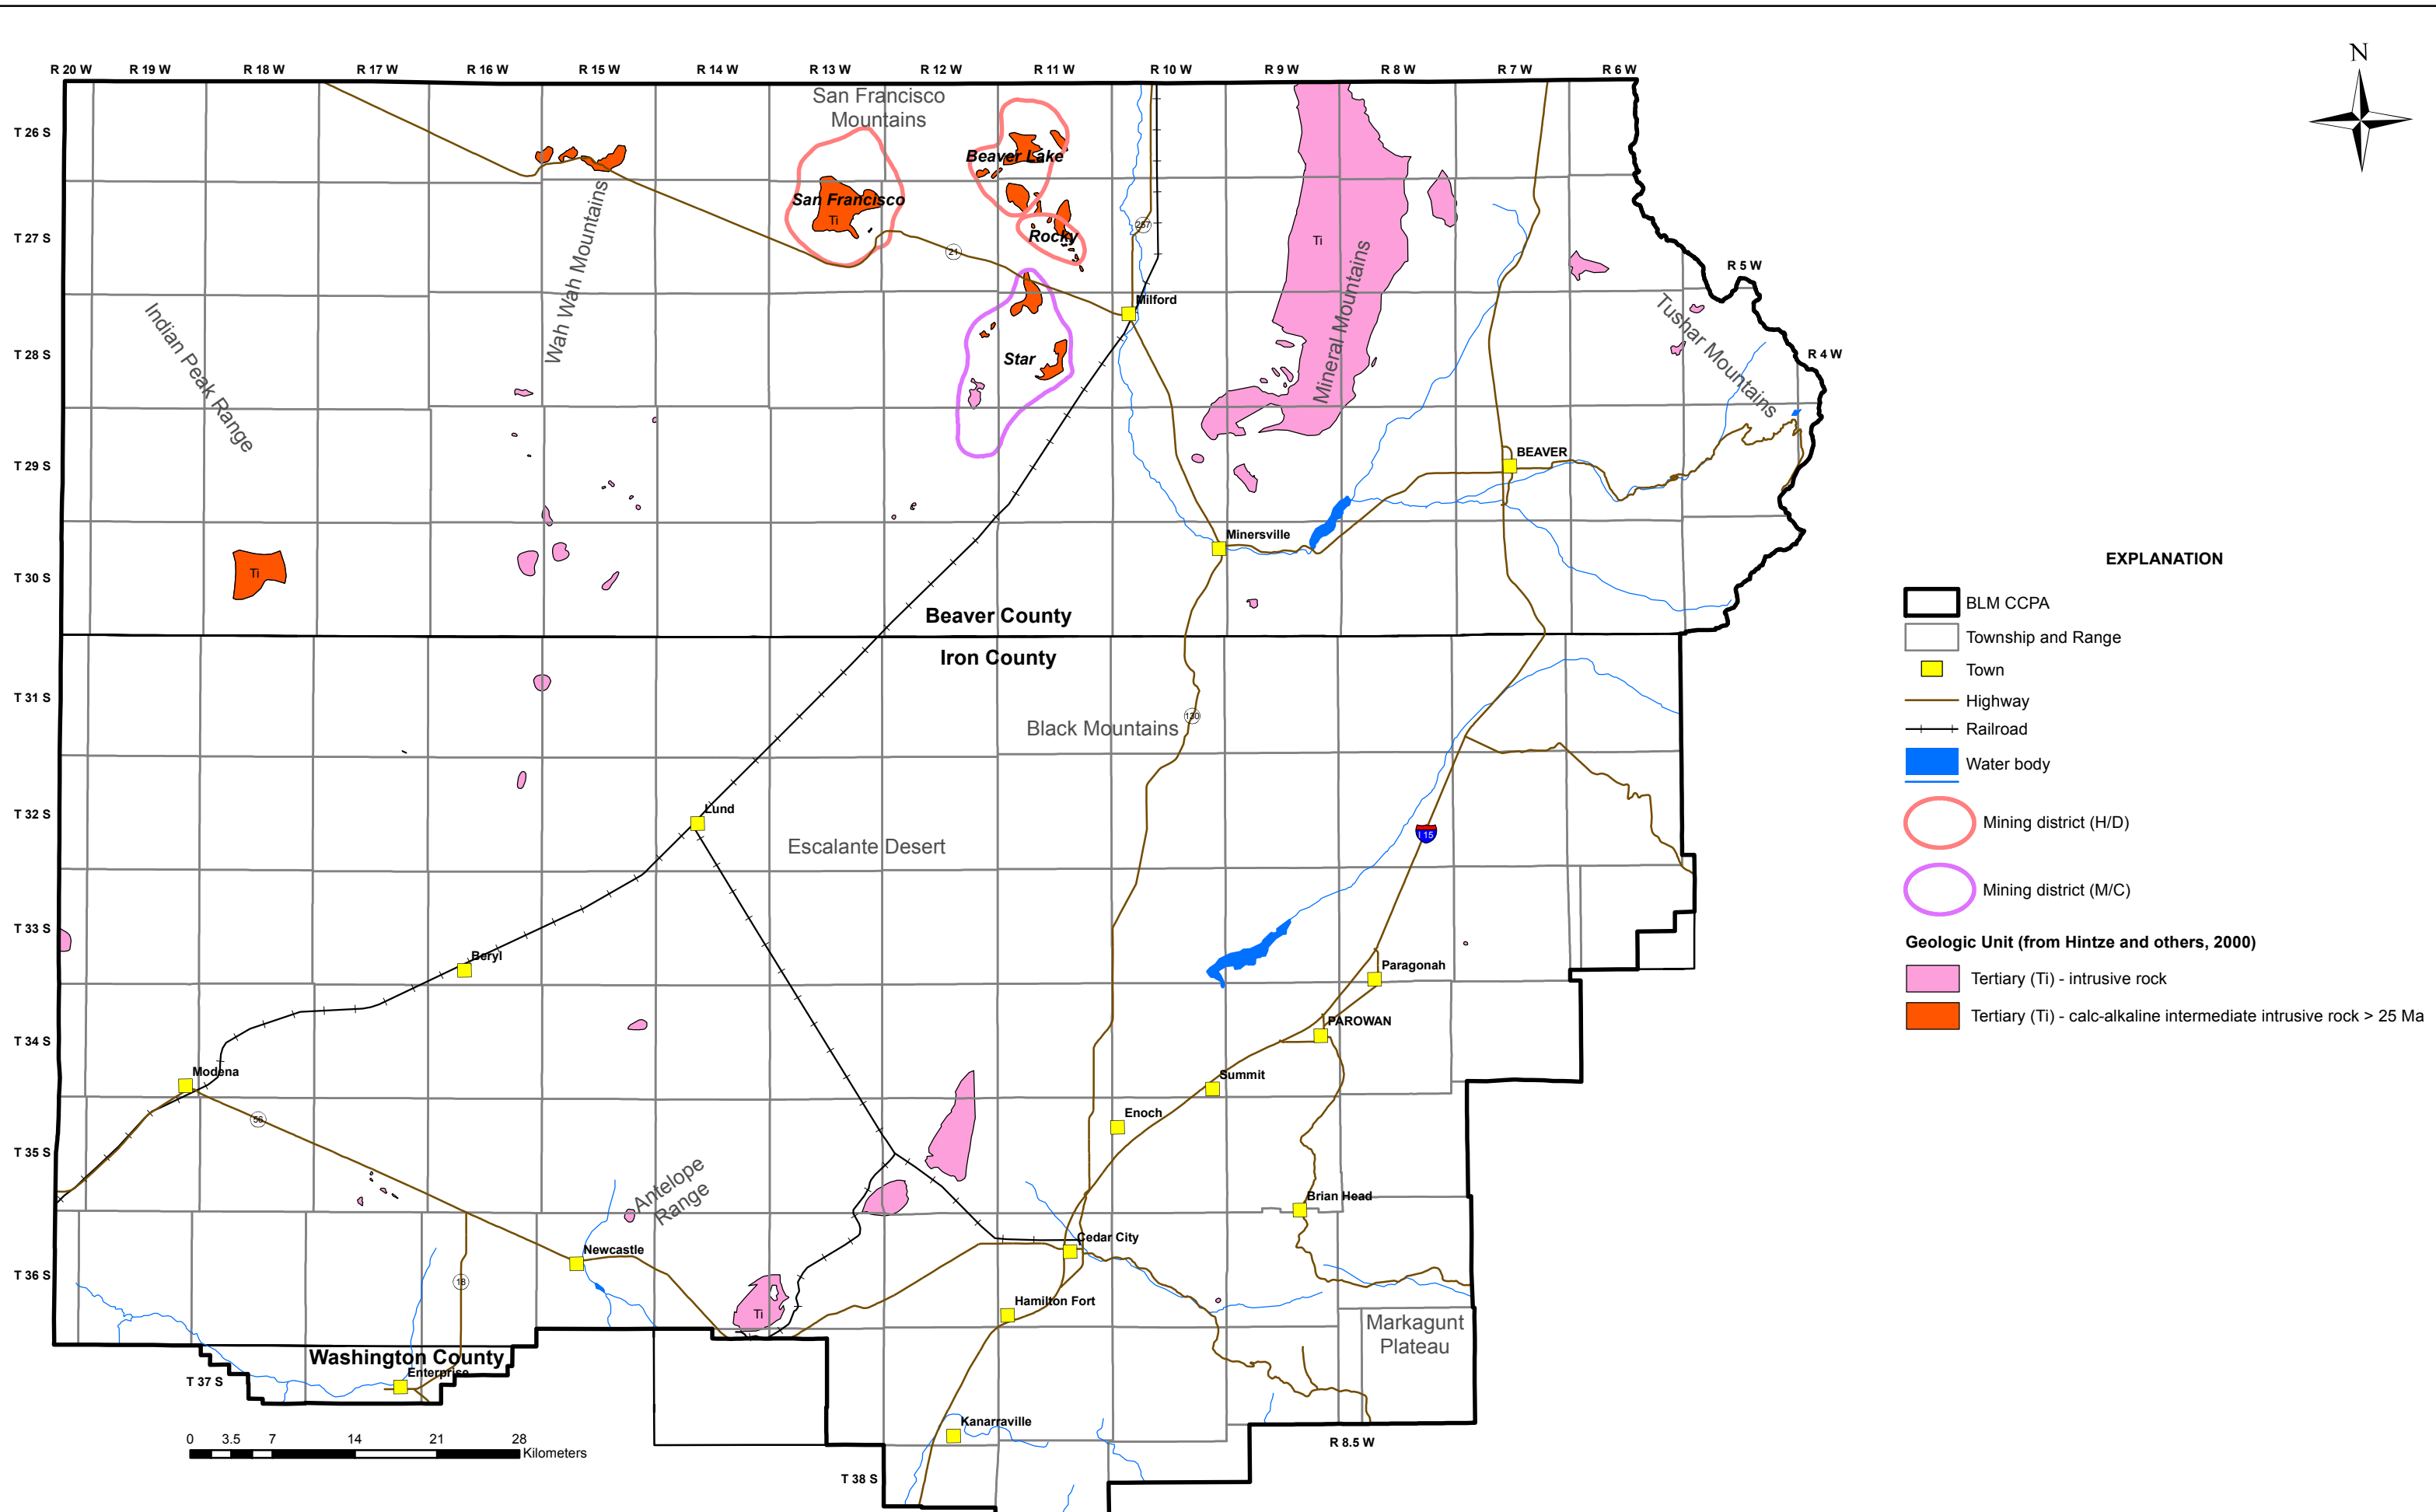 N
R 20 W
R 19 W
R 18 W
R 17 W
R 16 W
R 15 W
R 14 W
R 13 W
R 12 W
R 11 W
R 10 W
R 9 W
R 8 W
R 7 W
R 6 W
San Francisco
Mountains
T 26 S
Beaver Lake
San Francisco
Ti
T 27 S
Rocky
21
257
Ti
R 5 W
Milford
Wah Wah Mountains
Indian Peak Range
Mineral Mountains
Tushar Mountains
T 28 S
Star
R 4 W
T 29 S
BEAVER
Minersville
T 30 S
Ti
Beaver County
Iron County
T 31 S
Black Mountains
130
T 32 S
Lund
Escalante Desert
I 15
T 33 S
Beryl
Paragonah
T 34 S
PAROWAN
Modena
Summit
56
Enoch
T 35 S
Antelope
Range
Brian Head
Newcastle
Cedar City
T 36 S
18
Hamilton Fort
Ti
Markagunt
Plateau
Washington County
Enterprise
T 37 S
Kanarraville
R 8.5 W
T 38 S
0 3.5 7 14 21 28
Kilometers
EXPLANATION
BLM CCPA
Township and Range
Town
Highway
Railroad
Water body
Mining district (H/D)
Mining district (M/C)
Geologic Unit (from Hintze and others, 2000)
Tertiary (Ti) - intrusive rock
Tertiary (Ti) - calc-alkaline intermediate intrusive rock > 25 Ma